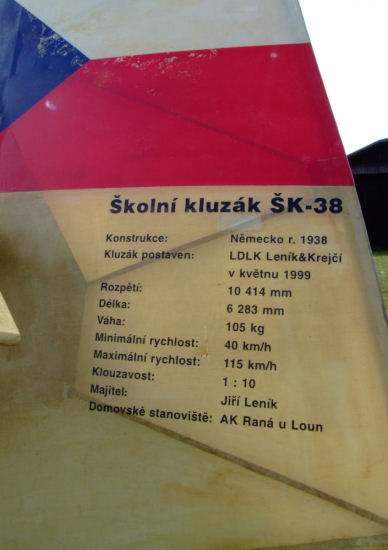 Školní kluzák ŠK-38
Konstrukce: Německo r. 1938
Kluzák postaven: LDLK Leník&Krejčí
v květnu 1999
Rozpětí: 10 414 mm
Délka: 6 283 mm
Váha: 105 kg
Minimální rychlost: 40 km/h
Maximální rychlost: 115 km/h
Klouzavost: 1 : 10
Majitel: Jiří Leník
Domovské stanoviště: AK Raná u Loun